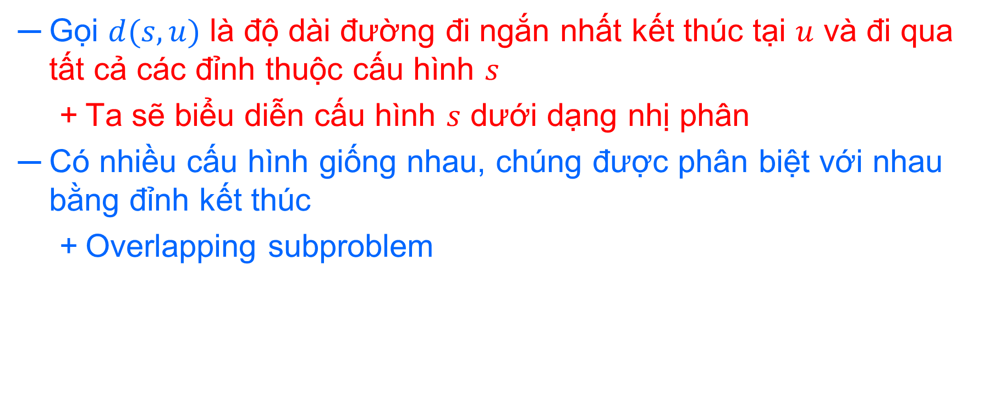 — Gọi d(s, u) là độ dài đường đi ngắn nhất kết thúc tại u và đi qua
tất cả các đỉnh thuộc cấu hình s
+ Ta sẽ biểu diễn cấu hình s dưới dạng nhị phân
— Có nhiều cấu hình giống nhau, chúng được phân biệt với nhau
bằng đỉnh kết thúc
+ Overlapping subproblem